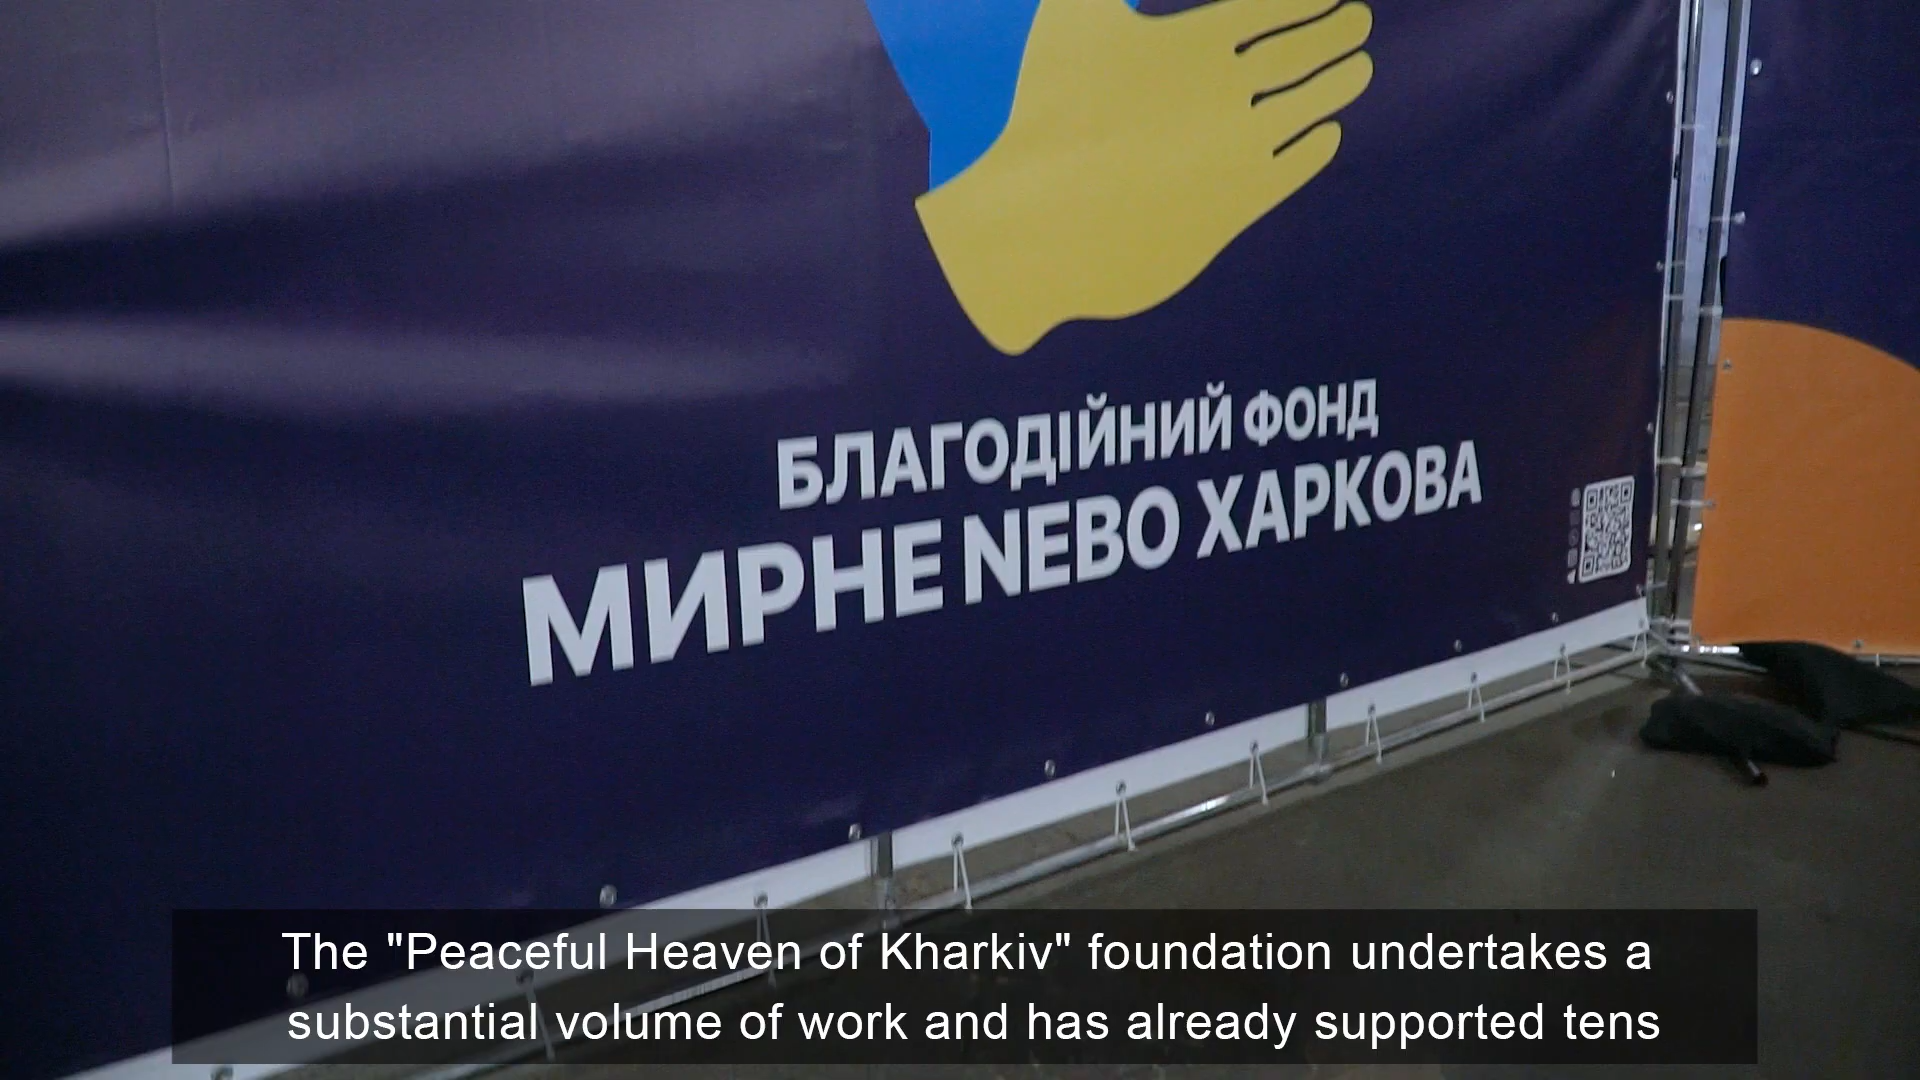 БЛАГОДІЙНИЙ ФОНД
МИРНЕ NEBO ХАРКОВА
The "Peaceful Heaven of Kharkiv" foundation undertakes a
substantial volume of work and has already supported tens